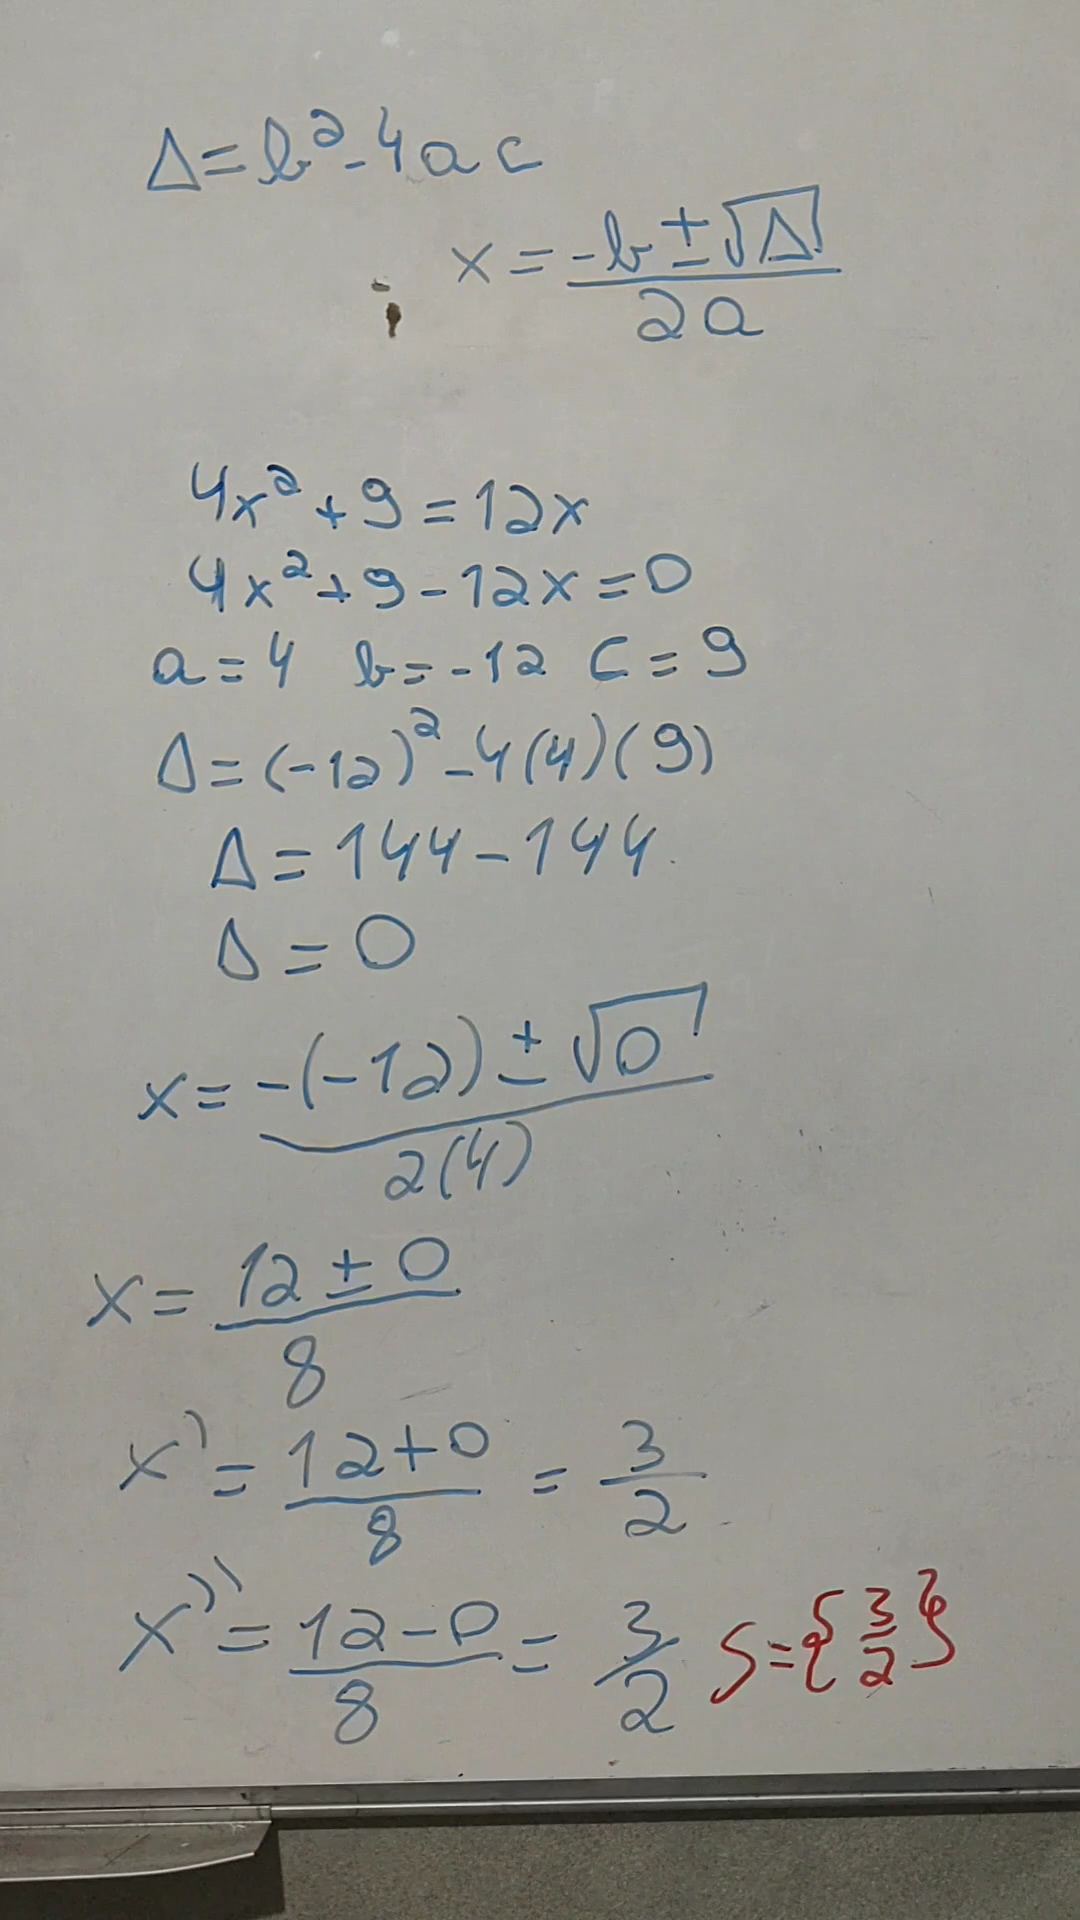 Δ = b² - 4ac
x = (-b ± √Δ) / 2a
4x² + 9 = 12x
4x² + 9 - 12x = 0
a = 4 b = -12 c = 9
Δ = (-12)² - 4(4)(9)
Δ = 144 - 144
Δ = 0
x = (-(-12) ± √0) / 2(4)
x = (12 ± 0) / 8
x' = (12 + 0) / 8 = 3/2
x'' = (12 - 0) / 8 = 3/2 S = {3/2}